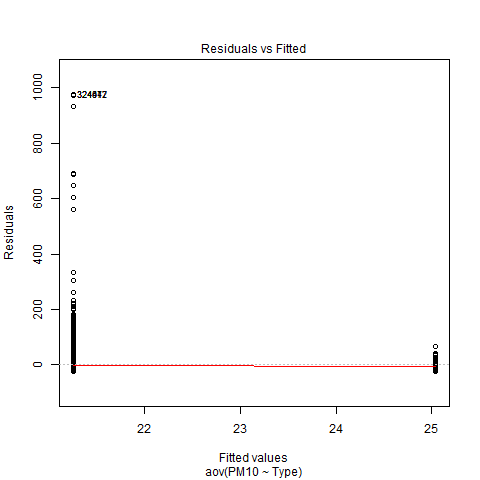 Residuals vs Fitted
Residuals
1000
800
600
400
200
0
22
23
24
25
Fitted values
aov(PM10 ~ Type)